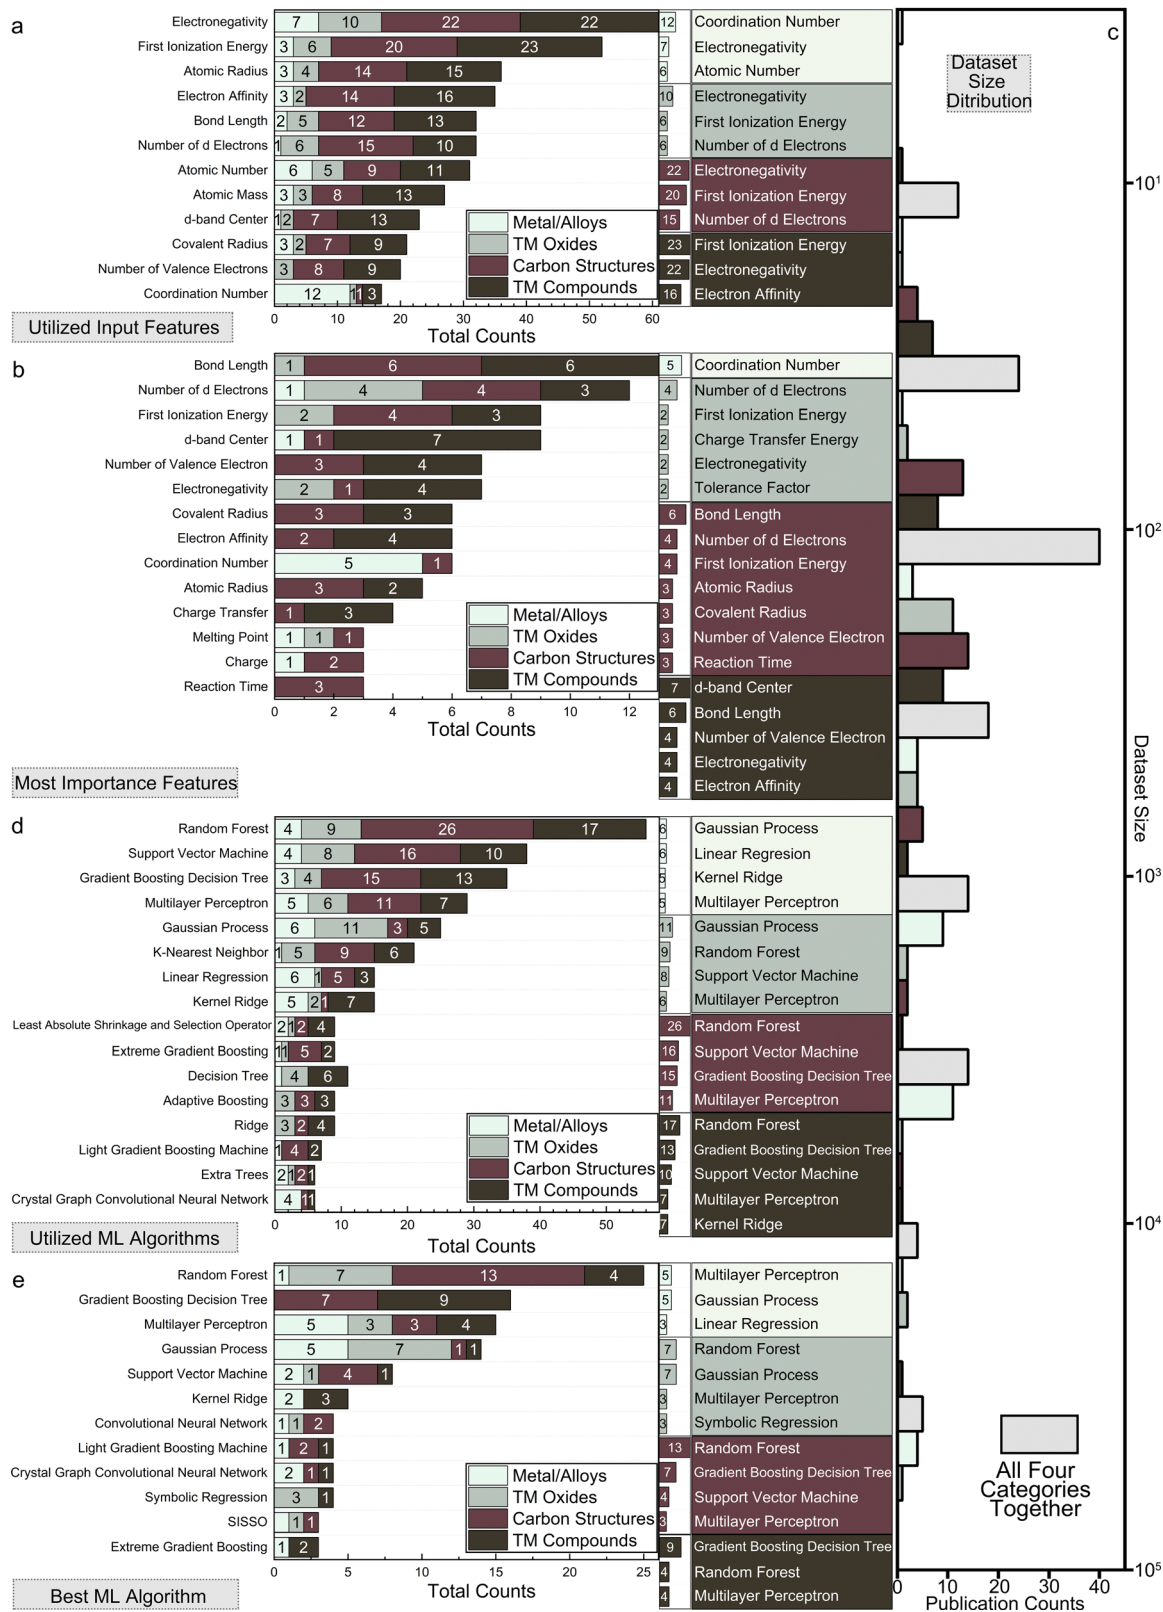 a
Electronegativity 7 10 22 22
First Ionization Energy 3 6 20 23
Atomic Radius 3 4 14 15
Electron Affinity 3 2 14 16
Bond Length 2 5 12 13
Number of d Electrons 1 6 15 10
Atomic Number 6 5 9 11
Atomic Mass 3 3 8 13
d-band Center 1 2 7 13
Covalent Radius 3 2 7 9
Number of Valence Electrons 3 8 9
Coordination Number 12 1 1 3
Metal/Alloys
TM Oxides
Carbon Structures
TM Compounds
0 10 20 30 40 50 60
Total Counts
Utilized Input Features
12 Coordination Number
7 Electronegativity
6 Atomic Number
10 Electronegativity
6 First Ionization Energy
6 Number of d Electrons
22 Electronegativity
20 First Ionization Energy
15 Number of d Electrons
23 First Ionization Energy
22 Electronegativity
16 Electron Affinity
b
Bond Length 1 6 6
Number of d Electrons 1 4 4 3
First Ionization Energy 2 4 3
d-band Center 1 1 7
Number of Valence Electron 3 4
Electronegativity 2 1 4
Covalent Radius 3 3
Electron Affinity 2 4
Coordination Number 5 1
Atomic Radius 3 2
Charge Transfer 1 3
Melting Point 1 1 1
Charge 1 2
Reaction Time 3
Metal/Alloys
TM Oxides
Carbon Structures
TM Compounds
0 2 4 6 8 10 12
Total Counts
Most Importance Features
5 Coordination Number
4 Number of d Electrons
2 First Ionization Energy
2 Charge Transfer Energy
2 Electronegativity
2 Tolerance Factor
6 Bond Length
4 Number of d Electrons
4 First Ionization Energy
3 Atomic Radius
3 Covalent Radius
3 Number of Valence Electron
3 Reaction Time
7 d-band Center
6 Bond Length
4 Number of Valence Electron
4 Electronegativity
4 Electron Affinity
c
Dataset
Size
Ditribution
10¹
10²
10³
10⁴
10⁵
Dataset Size
All Four
Categories
Together
0 10 20 30 40
Publication Counts
d
Random Forest 4 9 26 17
Support Vector Machine 4 8 16 10
Gradient Boosting Decision Tree 3 4 15 13
Multilayer Perceptron 5 6 11 7
Gaussian Process 6 11 3 5
K-Nearest Neighbor 1 5 9 6
Linear Regression 6 1 5 3
Kernel Ridge 5 2 1 7
Least Absolute Shrinkage and Selection Operator 2 1 2 4
Extreme Gradient Boosting 1 1 5 2
Decision Tree 4 6
Adaptive Boosting 3 3 3
Ridge 3 2 4
Light Gradient Boosting Machine 1 4 2
Extra Trees 2 1 2 1
Crystal Graph Convolutional Neural Network 4 1 1
Metal/Alloys
TM Oxides
Carbon Structures
TM Compounds
0 10 20 30 40 50
Total Counts
Utilized ML Algorithms
6 Gaussian Process
6 Linear Regresion
5 Kernel Ridge
5 Multilayer Perceptron
11 Gaussian Process
9 Random Forest
8 Support Vector Machine
6 Multilayer Perceptron
26 Random Forest
16 Support Vector Machine
15 Gradient Boosting Decision Tree
11 Multilayer Perceptron
17 Random Forest
13 Gradient Boosting Decision Tree
10 Support Vector Machine
7 Multilayer Perceptron
7 Kernel Ridge
e
Random Forest 1 7 13 4
Gradient Boosting Decision Tree 7 9
Multilayer Perceptron 5 3 3 4
Gaussian Process 5 7 1 1
Support Vector Machine 2 1 4 1
Kernel Ridge 2 3
Convolutional Neural Network 1 1 2
Light Gradient Boosting Machine 1 2 1
Crystal Graph Convolutional Neural Network 2 1 1
Symbolic Regression 3 1
SISSO 1 1
Extreme Gradient Boosting 1 2
Metal/Alloys
TM Oxides
Carbon Structures
TM Compounds
0 5 10 15 20 25
Total Counts
Best ML Algorithm
5 Multilayer Perceptron
5 Gaussian Process
3 Linear Regression
7 Random Forest
7 Gaussian Process
3 Multilayer Perceptron
3 Symbolic Regression
13 Random Forest
7 Gradient Boosting Decision Tree
4 Support Vector Machine
3 Multilayer Perceptron
9 Gradient Boosting Decision Tree
4 Random Forest
4 Multilayer Perceptron